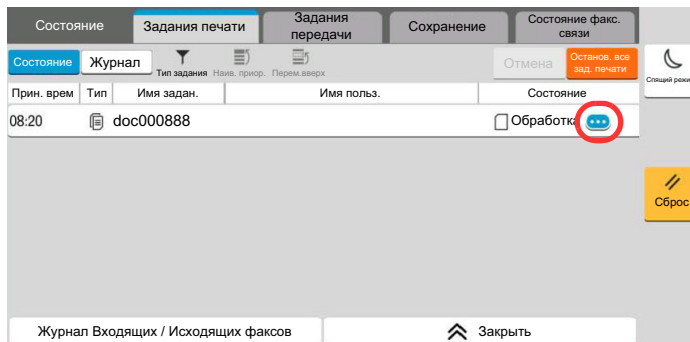 Состояние
Задания печати
Задания
передачи
Сохранение
Состояние факс.
связи
Состояние
Журнал
Тип задания
Наив. приор.
Перем.вверх
Отмена
Останов. все
зад. печати
Спящий режи
Прин. врем Тип Имя задан. Имя польз. Состояние
08:20 doc000888 Обработка
Сброс
Журнал Входящих / Исходящих факсов
Закрыть